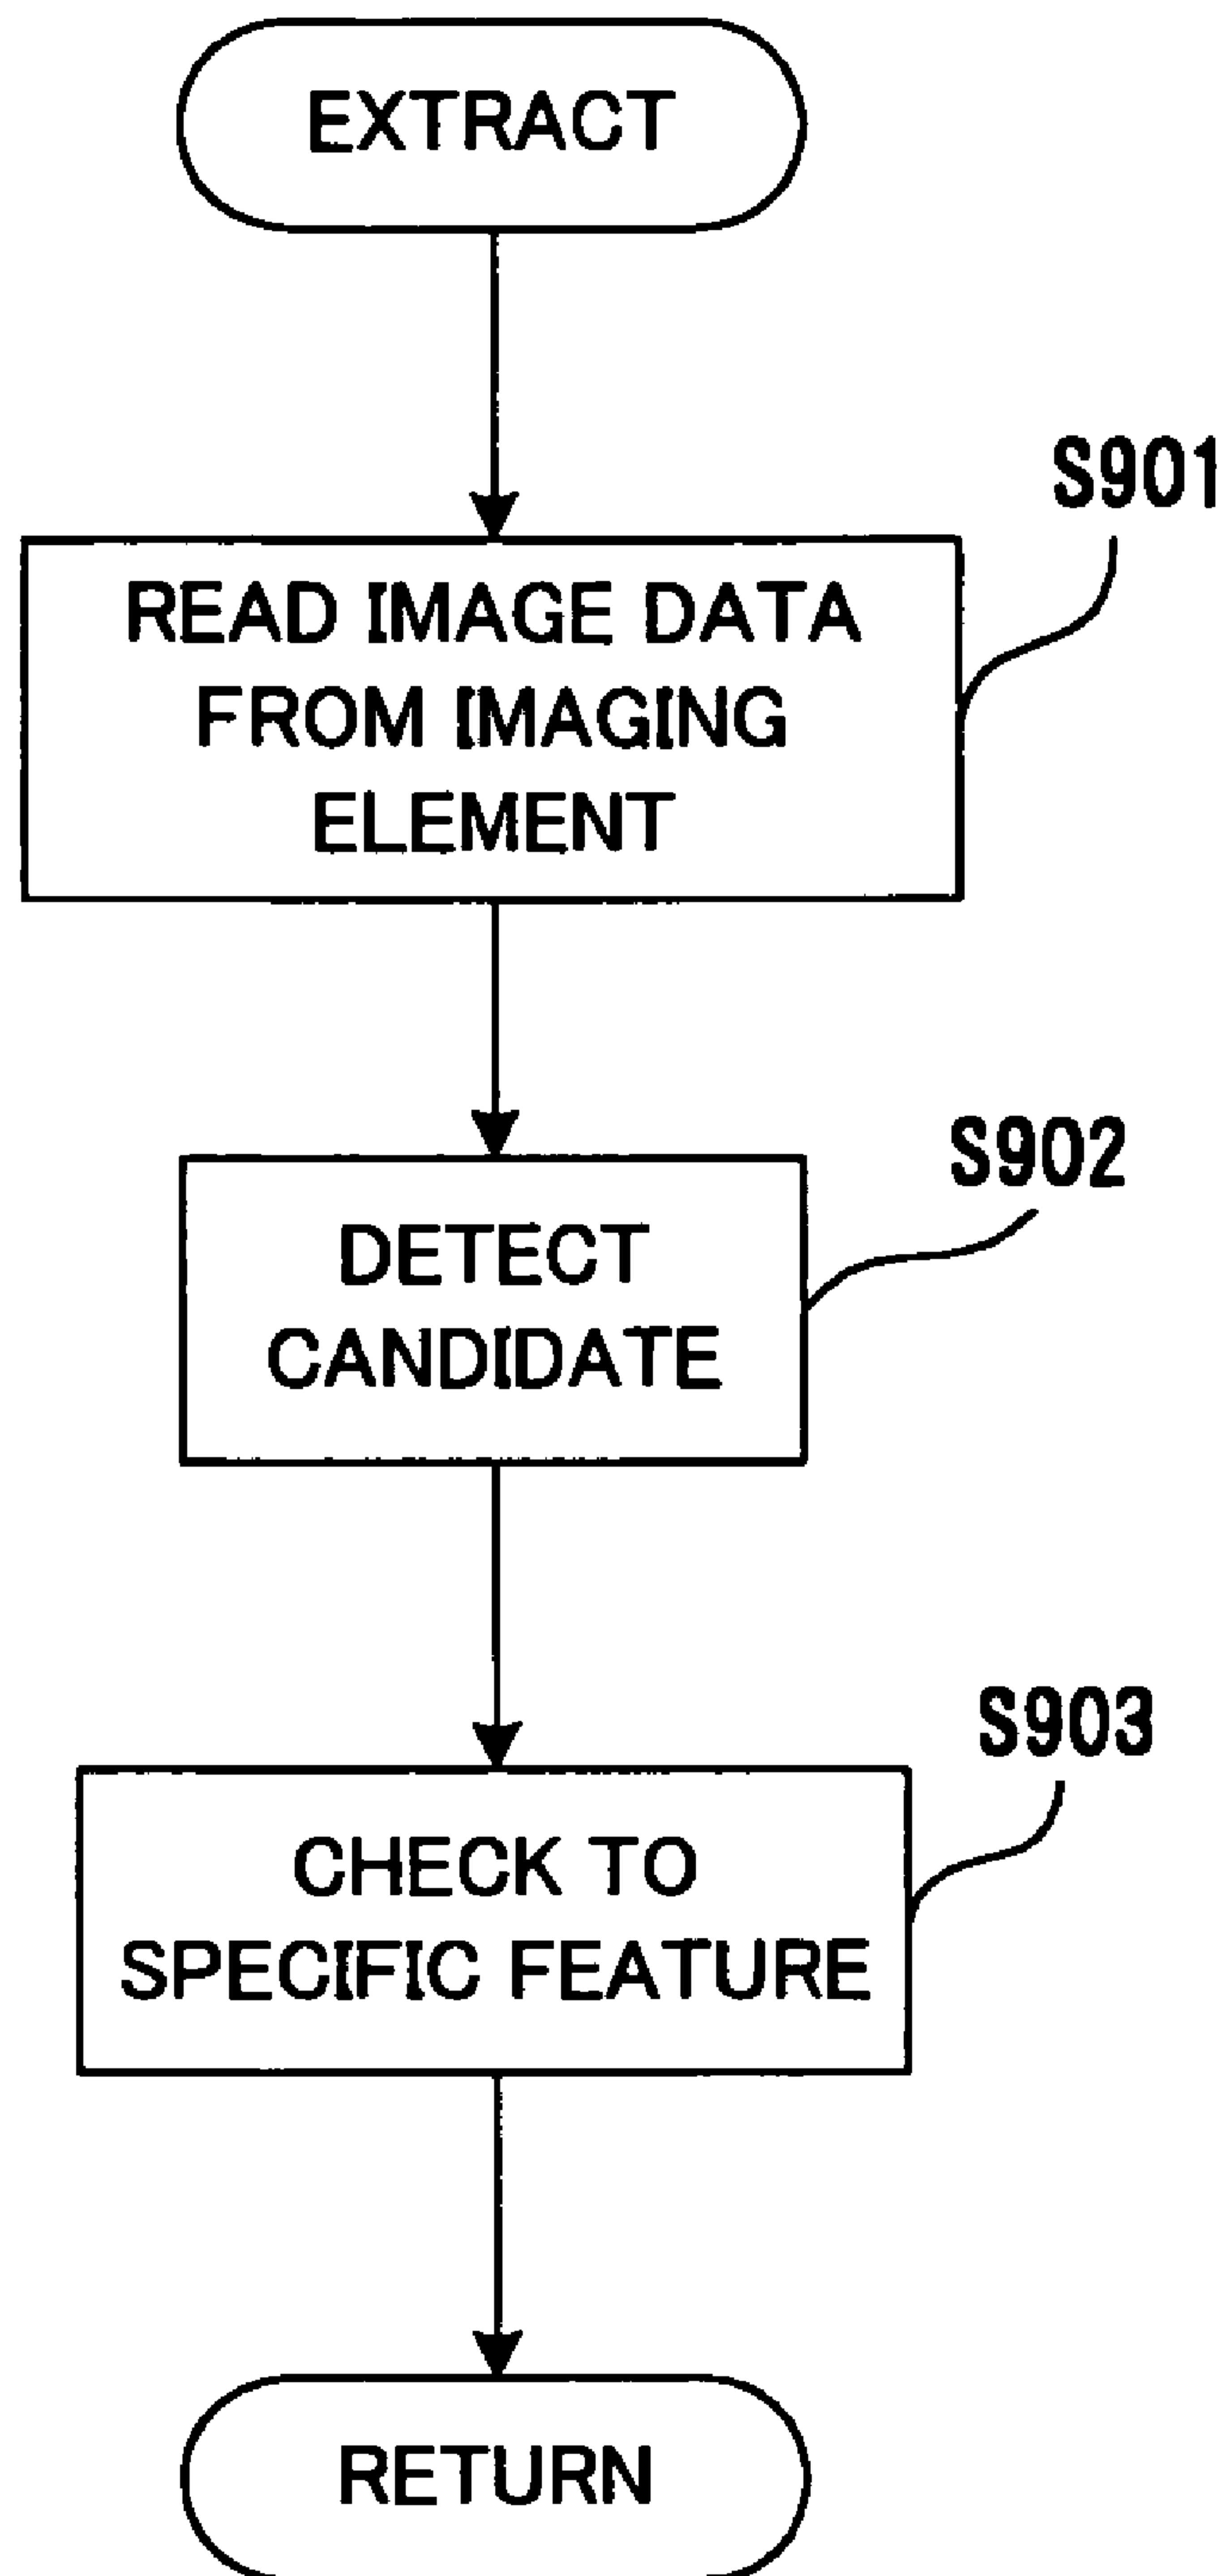 EXTRACT
S901
READ IMAGE DATA
FROM IMAGING
ELEMENT
S902
DETECT
CANDIDATE
S903
CHECK TO
SPECIFIC FEATURE
RETURN